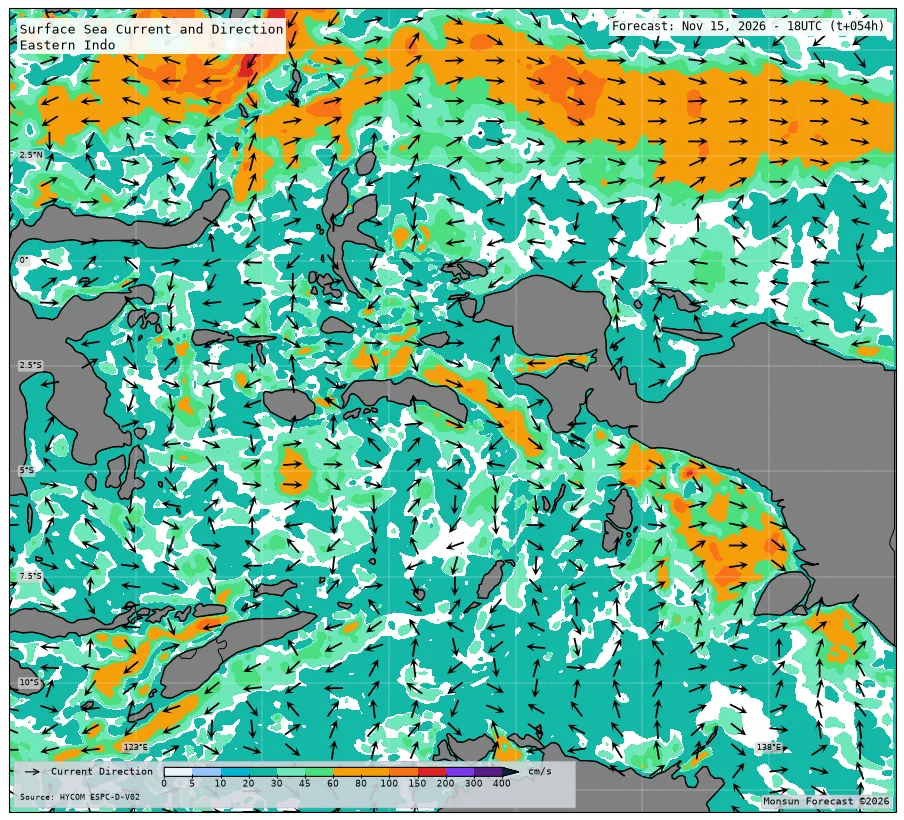 Surface Sea Current and Direction
Eastern Indo
Forecast: Nov 15, 2026 - 18UTC (t+054h)
2.5°N
0°
2.5°S
5°S
7.5°S
10°S
123°E
138°E
Current Direction
0 5 10 20 30 45 60 80 100 150 200 300 400 cm/s
Source: HYCOM ESPC-D-V02
Monsun Forecast ©2026